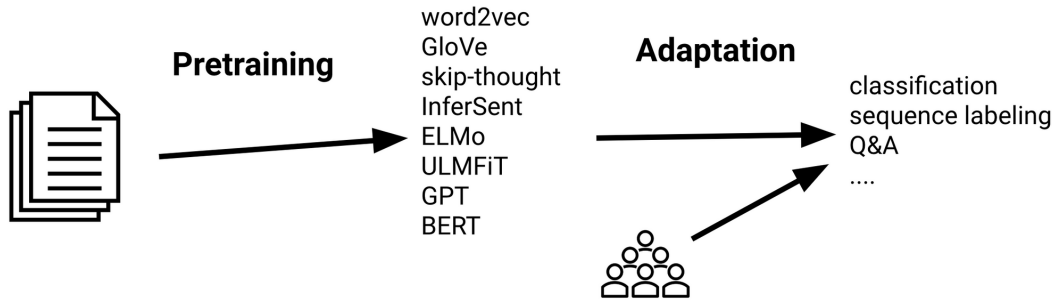 Pretraining
word2vec
GloVe
skip-thought
InferSent
ELMo
ULMFiT
GPT
BERT
Adaptation
classification
sequence labeling
Q&A
....